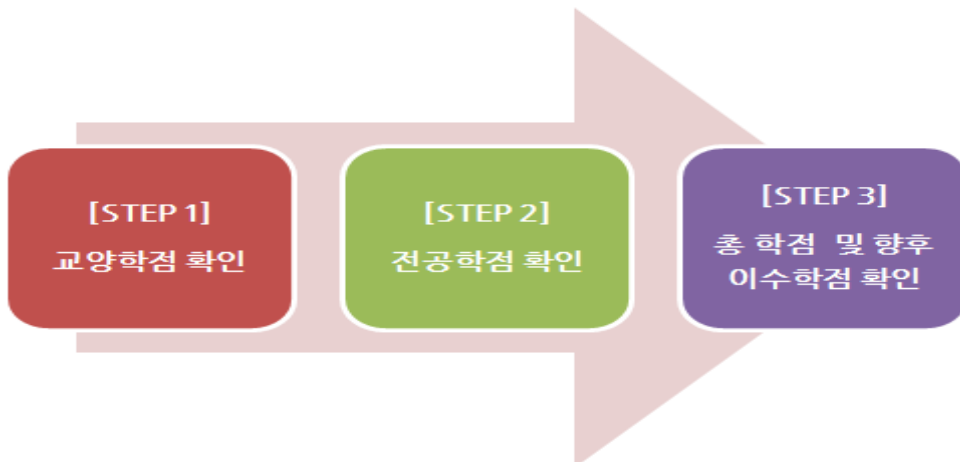 [STEP 1]
교양학점 확인
[STEP 2]
전공학점 확인
[STEP 3]
총 학점 및 향후
이수학점 확인